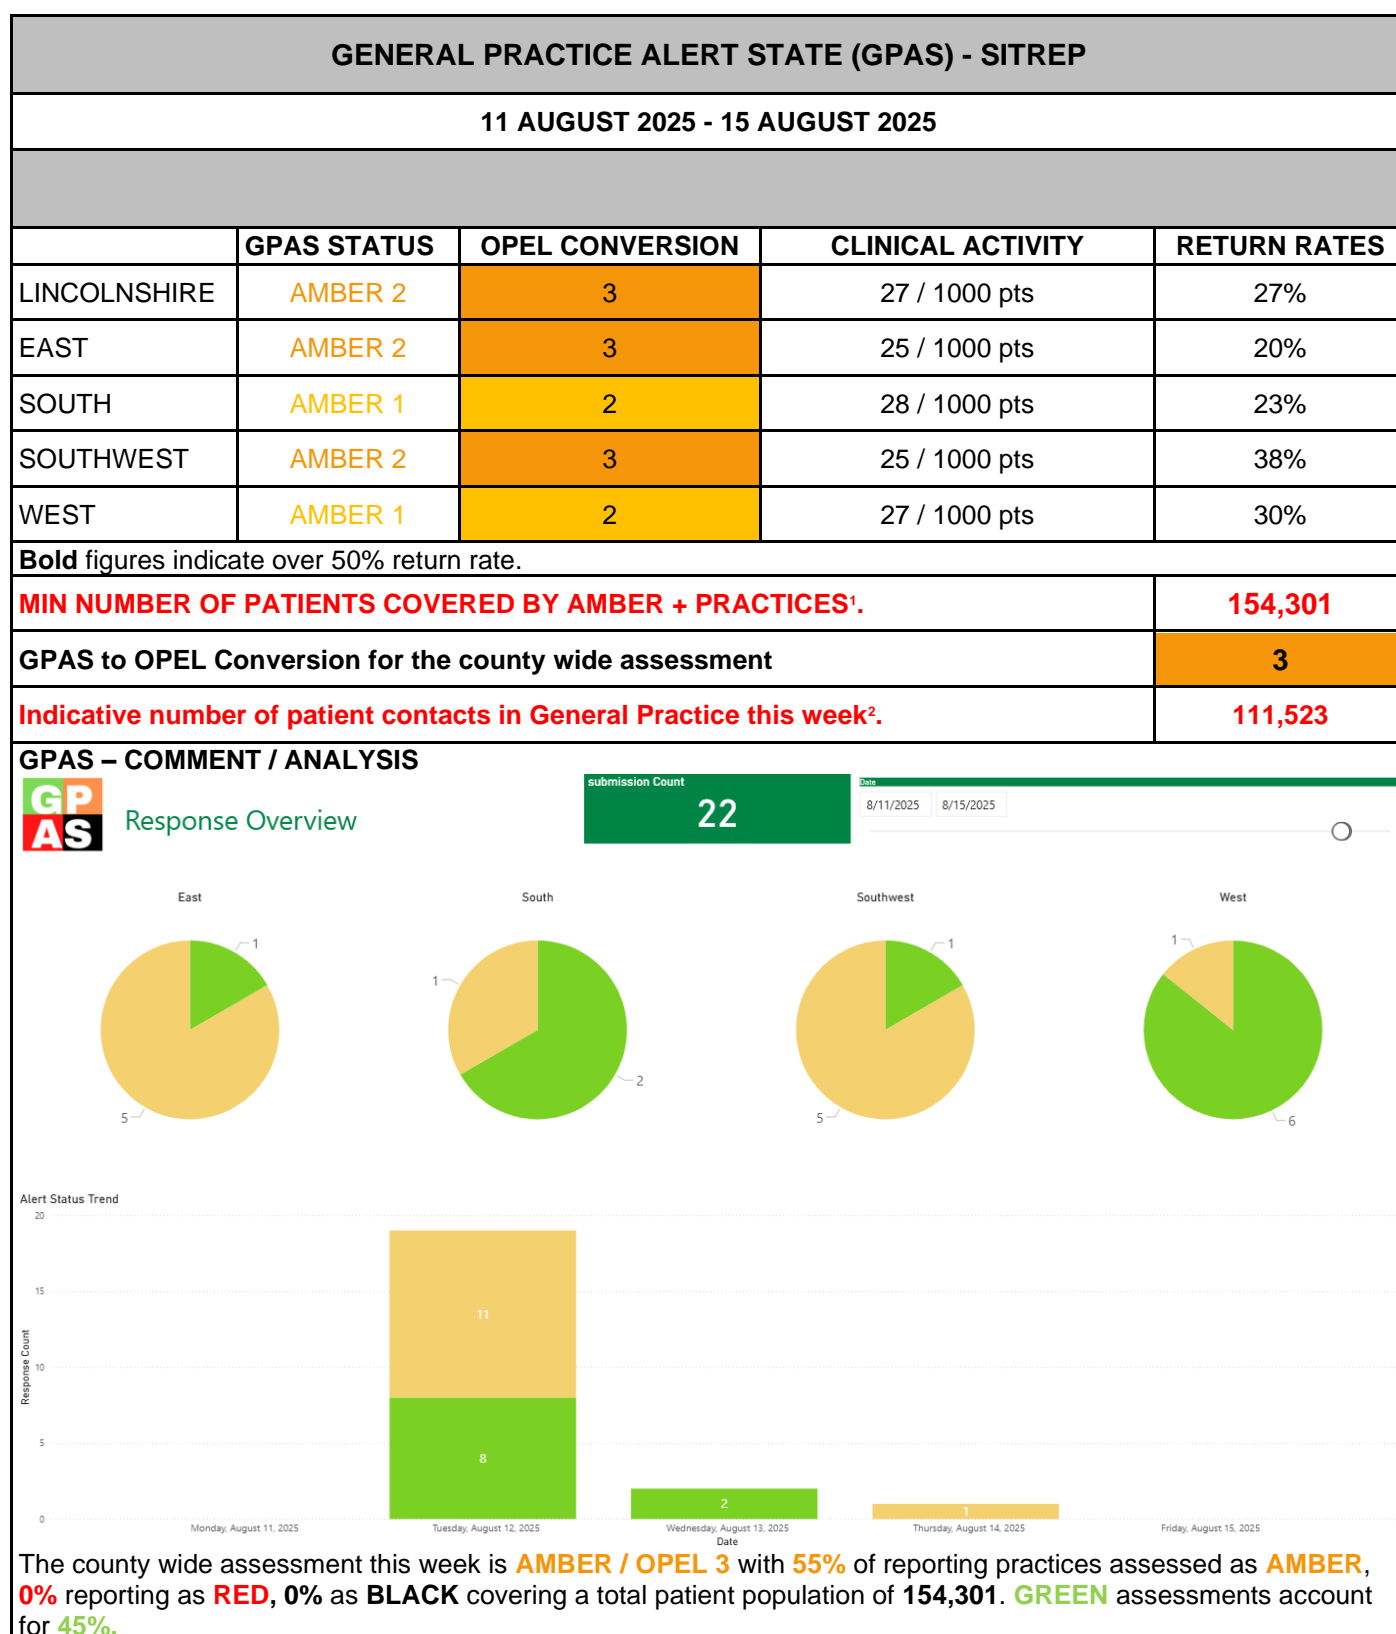 GENERAL PRACTICE ALERT STATE (GPAS) - SITREP
11 AUGUST 2025 - 15 AUGUST 2025
GPAS STATUS OPEL CONVERSION CLINICAL ACTIVITY RETURN RATES
LINCOLNSHIRE AMBER 2 3 27 / 1000 pts 27%
EAST AMBER 2 3 25 / 1000 pts 20%
SOUTH AMBER 1 2 28 / 1000 pts 23%
SOUTHWEST AMBER 2 3 25 / 1000 pts 38%
WEST AMBER 1 2 27 / 1000 pts 30%
Bold figures indicate over 50% return rate.
MIN NUMBER OF PATIENTS COVERED BY AMBER + PRACTICES¹. 154,301
GPAS to OPEL Conversion for the county wide assessment 3
Indicative number of patient contacts in General Practice this week². 111,523
GPAS – COMMENT / ANALYSIS
GP
AS
Response Overview
submission Count
22
Date
8/11/2025 8/15/2025
East South Southwest West
1
5
1
2
1
5
1
6
Alert Status Trend
20
15
10
5
0
Response Count
11
8
2
1
Monday, August 11, 2025 Tuesday, August 12, 2025 Wednesday, August 13, 2025 Thursday, August 14, 2025 Friday, August 15, 2025
Date
The county wide assessment this week is AMBER / OPEL 3 with 55% of reporting practices assessed as AMBER,
0% reporting as RED, 0% as BLACK covering a total patient population of 154,301. GREEN assessments account
for 45%.